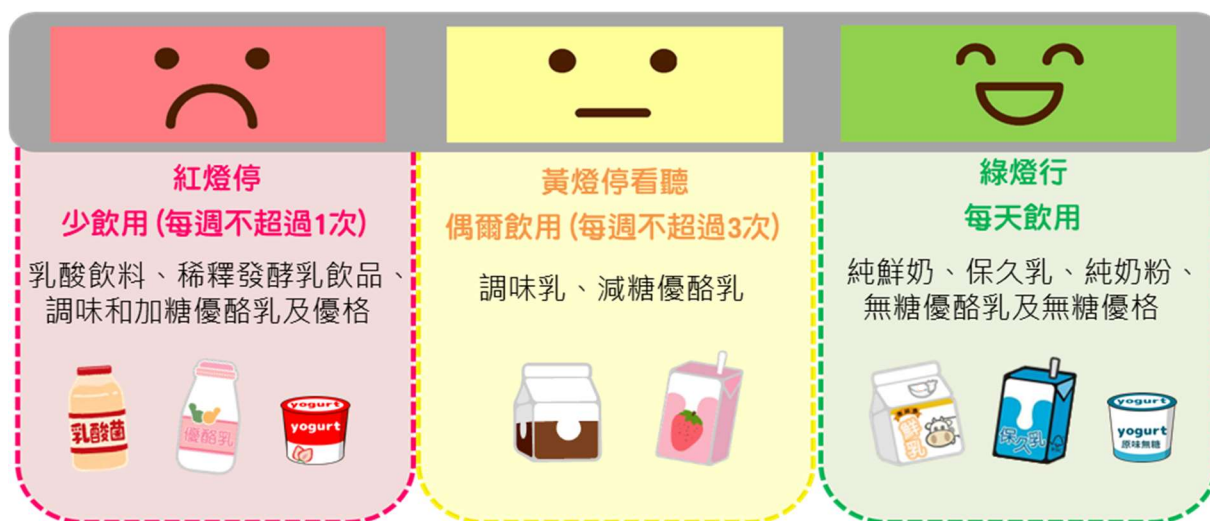 紅燈停
少飲用(每週不超過1次)
乳酸飲料、稀釋發酵乳飲品、
調味和加糖優酪乳及優格
乳酸菌
優酪乳
yogurt
yogurt
黃燈停看聽
偶爾飲用(每週不超過3次)
調味乳、減糖優酪乳
綠燈行
每天飲用
純鮮奶、保久乳、純奶粉、
無糖優酪乳及無糖優格
鮮乳
保久乳
yogurt
yogurt
原味無糖